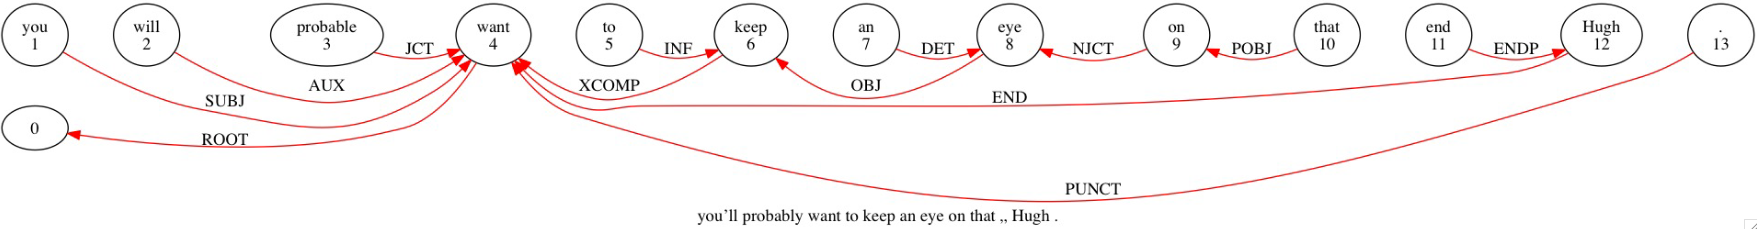 you will probable want to keep an eye on that end Hugh .
1 2 3 4 5 6 7 8 9 10 11 12 13
JCT INF DET NJCT POBJ ENDP
AUX XCOMP OBJ
SUBJ END
0
ROOT
PUNCT
you’ll probably want to keep an eye on that ,, Hugh .